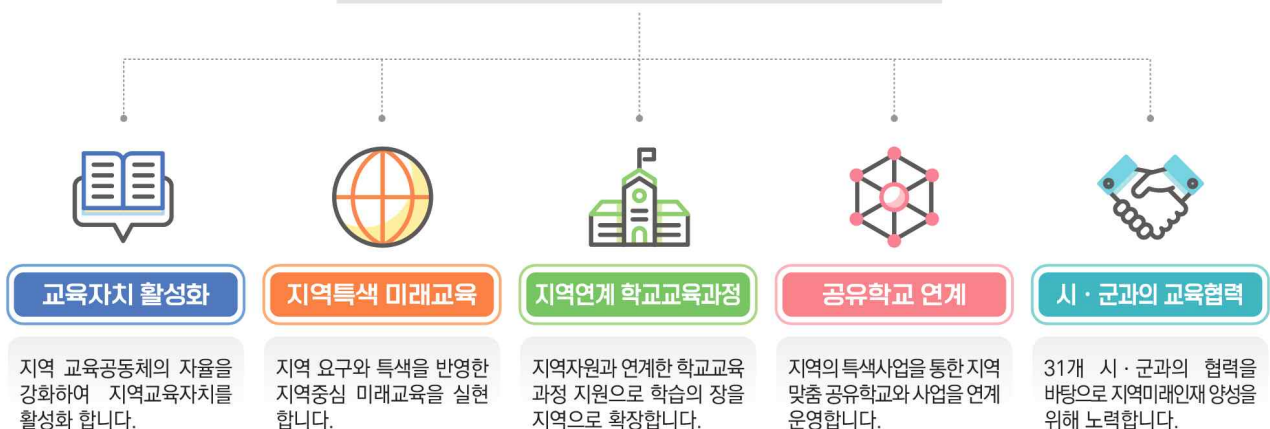 교육자치 활성화
지역 교육공동체의 자율을
강화하여 지역교육자치를
활성화 합니다.
지역특색 미래교육
지역 요구와 특색을 반영한
지역중심 미래교육을 실현
합니다.
지역연계 학교교육과정
지역자원과 연계한 학교교육
과정 지원으로 학습의 장을
지역으로 확장합니다.
공유학교 연계
지역의 특색사업을 통한 지역
맞춤 공유학교와 사업을 연계
운영합니다.
시 · 군과의 교육협력
31개 시 · 군과의 협력을
바탕으로 지역미래인재 양성을
위해 노력합니다.